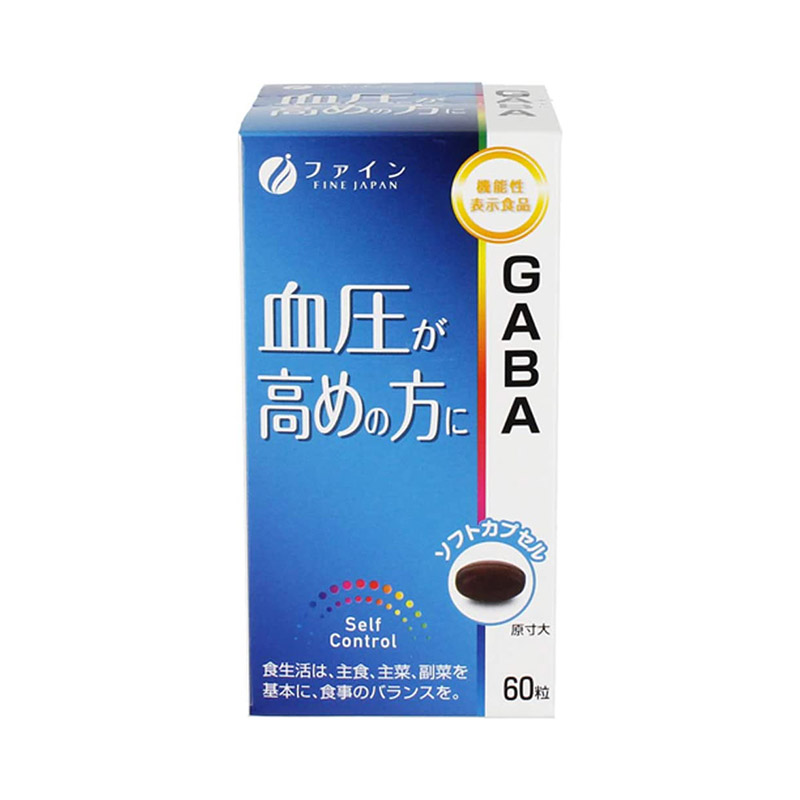 血圧が
高めの方に
GABA
ファイン
FINE JAPAN
機能性
表示食品
血圧が
高めの方に
GABA
ソフトカプセル
原寸大
Self
Control
食生活は、主食、主菜、副菜を
基本に、食事のバランスを。
60粒